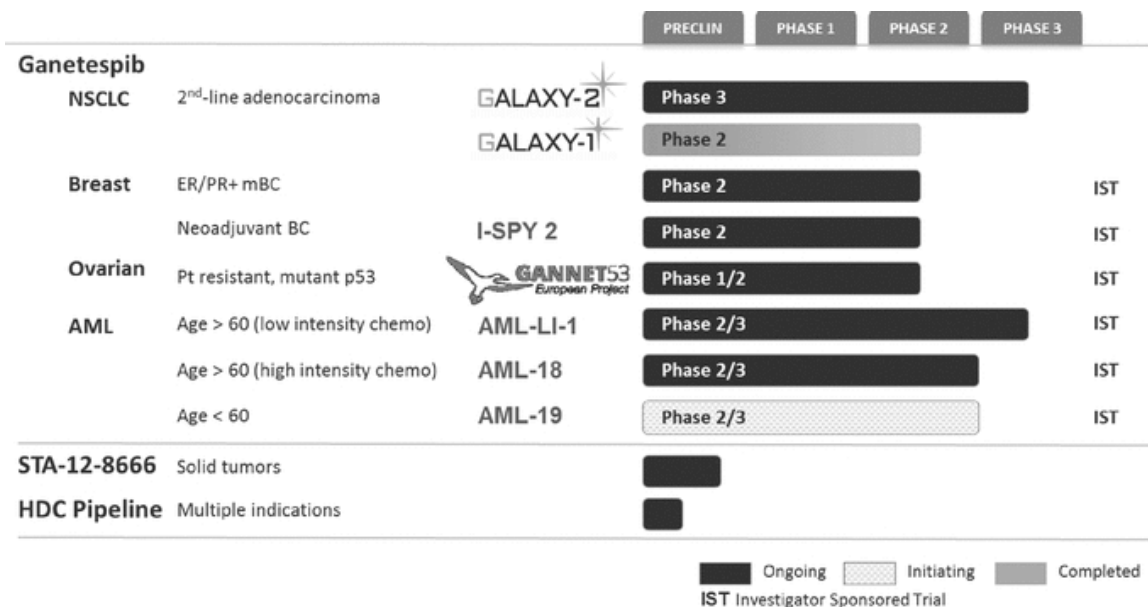 PRECLIN PHASE 1 PHASE 2 PHASE 3
Ganetespib
NSCLC 2nd-line adenocarcinoma GALAXY-2 Phase 3
GALAXY-1 Phase 2
Breast ER/PR+ mBC Phase 2 IST
Neoadjuvant BC I-SPY 2 Phase 2 IST
Ovarian Pt resistant, mutant p53 GANNET53 European Project Phase 1/2 IST
AML Age > 60 (low intensity chemo) AML-LI-1 Phase 2/3 IST
Age > 60 (high intensity chemo) AML-18 Phase 2/3 IST
Age < 60 AML-19 Phase 2/3 IST
STA-12-8666 Solid tumors
HDC Pipeline Multiple indications
Ongoing Initiating Completed
IST Investigator Sponsored Trial